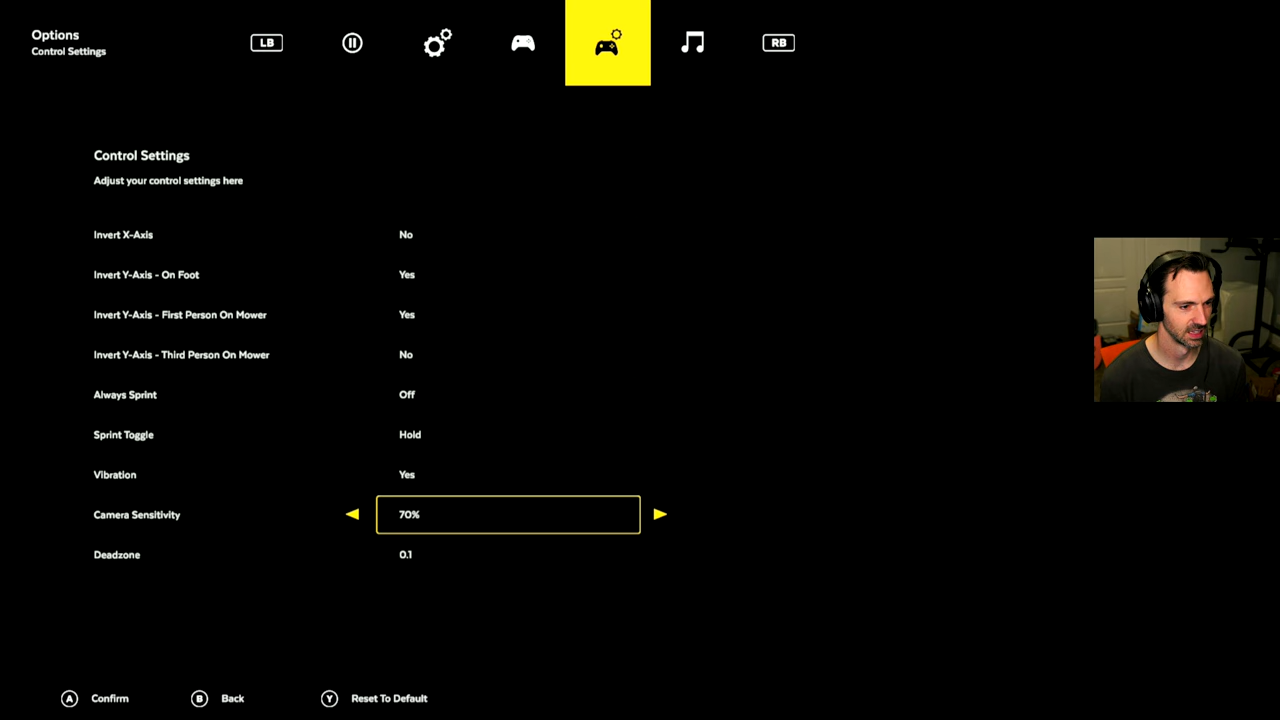 Options
Control Settings
LB
RB
Control Settings
Adjust your control settings here
Invert X-Axis No
Invert Y-Axis - On Foot Yes
Invert Y-Axis - First Person On Mower Yes
Invert Y-Axis - Third Person On Mower No
Always Sprint Off
Sprint Toggle Hold
Vibration Yes
Camera Sensitivity 70%
Deadzone 0.1
A Confirm B Back Y Reset To Default